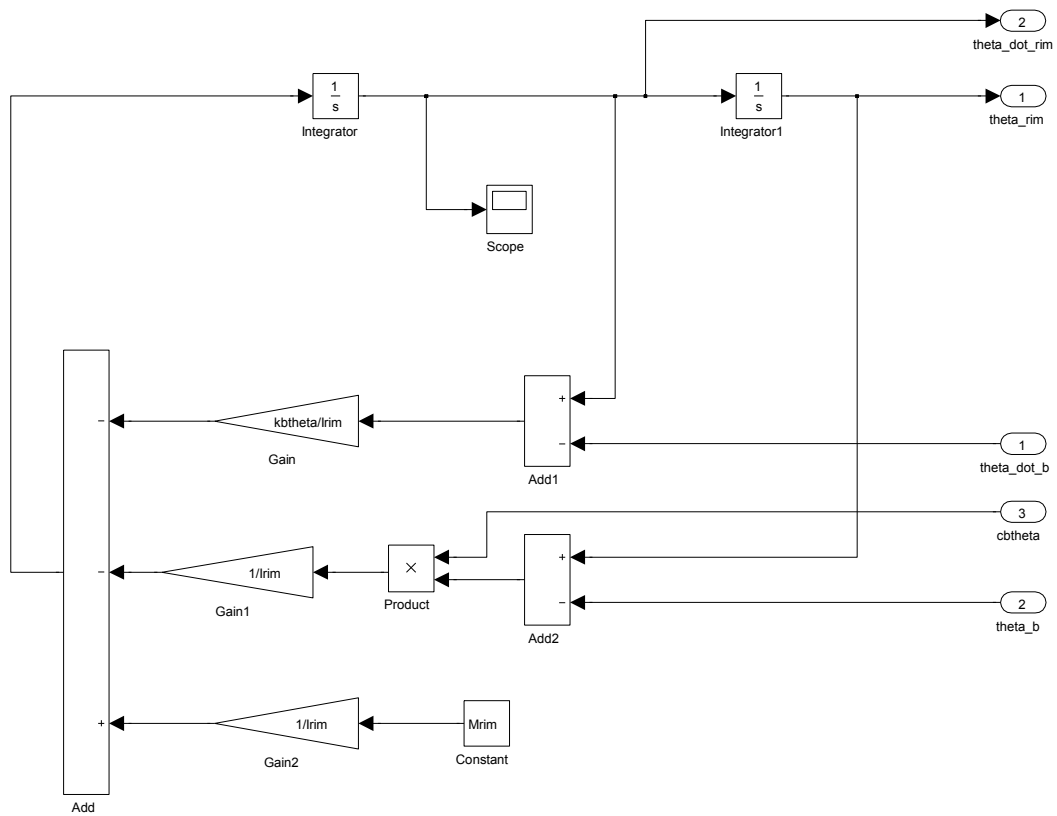 2
theta_dot_rim
1
s
Integrator
1
s
Integrator1
1
theta_rim
Scope
−
kbtheta/Irim
Gain
+
−
Add1
1
theta_dot_b
3
cbtheta
−
1/Irim
Gain1
×
Product
+
−
Add2
2
theta_b
+
1/Irim
Gain2
Mrim
Constant
Add